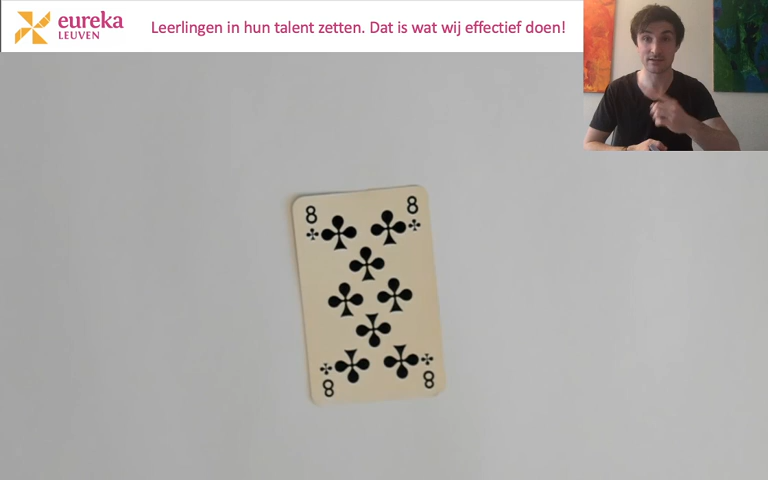 eureka
LEUVEN
Leerlingen in hun talent zetten. Dat is wat wij effectief doen!
8 8
8 8